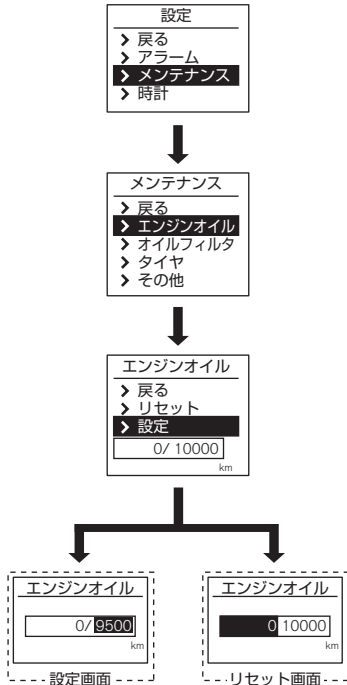 設定
戻る
アラーム
メンテナンス
時計
メンテナンス
戻る
エンジンオイル
オイルフィルタ
タイヤ
その他
エンジンオイル
戻る
リセット
設定
0/ 10000
km
エンジンオイル
0/ 9500
km
設定画面
エンジンオイル
0 10000
km
リセット画面